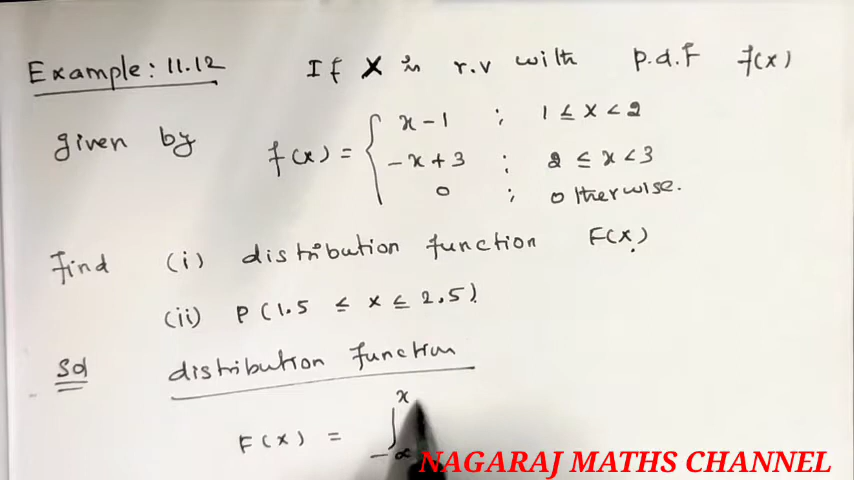 Example: 11.12 If X is r.v with p.d.f f(x)
given by f(x) = { x - 1 ; 1 ≤ x < 2
-x + 3 ; 2 ≤ x < 3
0 ; otherwise.
Find (i) distribution function F(x).
(ii) P(1.5 ≤ x ≤ 2.5)
Sol distribution function
F(x) = ∫ x -∞
NAGARAJ MATHS CHANNEL